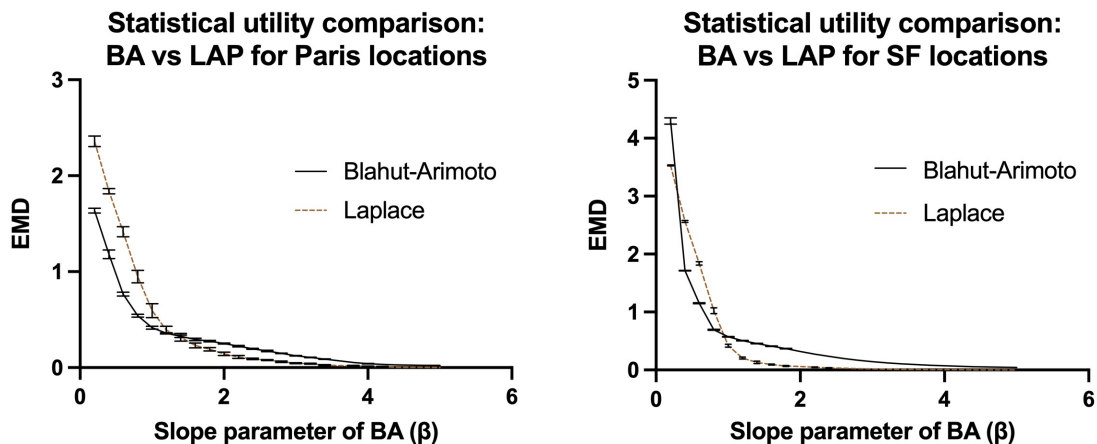 Statistical utility comparison:
BA vs LAP for Paris locations
3
2
1
0
EMD
Blahut-Arimoto
Laplace
0
2
4
6
Slope parameter of BA (β)
Statistical utility comparison:
BA vs LAP for SF locations
5
4
3
2
1
0
EMD
Blahut-Arimoto
Laplace
0
2
4
6
Slope parameter of BA (β)